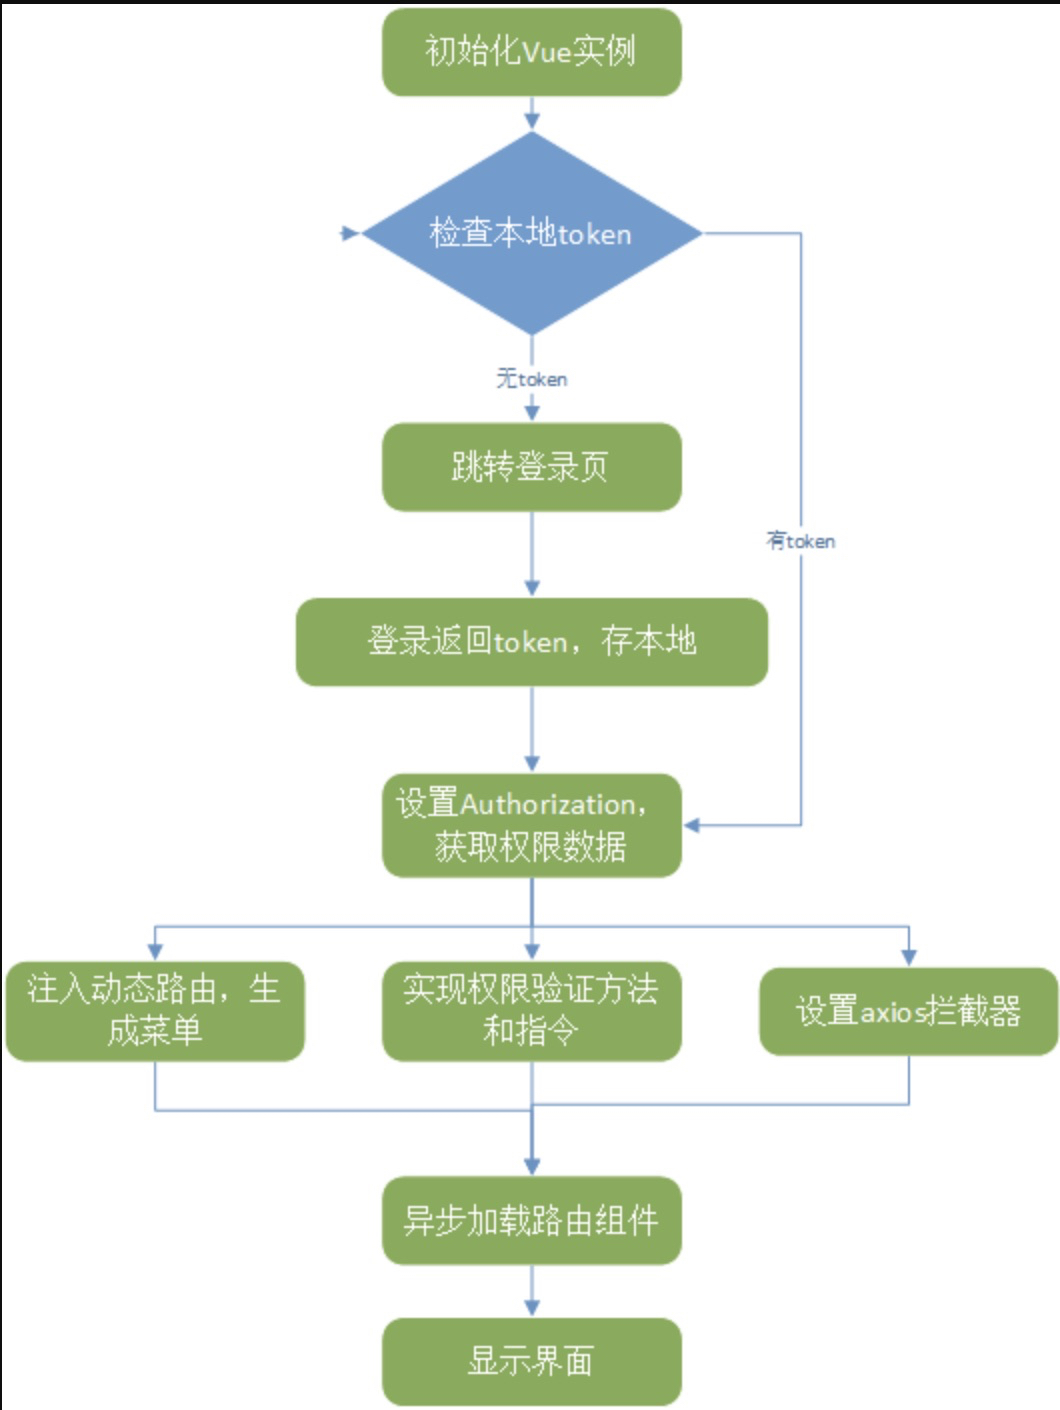 初始化Vue实例
检查本地token
无token
跳转登录页
有token
登录返回token，存本地
设置Authorization，
获取权限数据
注入动态路由，生
成菜单
实现权限验证方法
和指令
设置axios拦截器
异步加载路由组件
显示界面